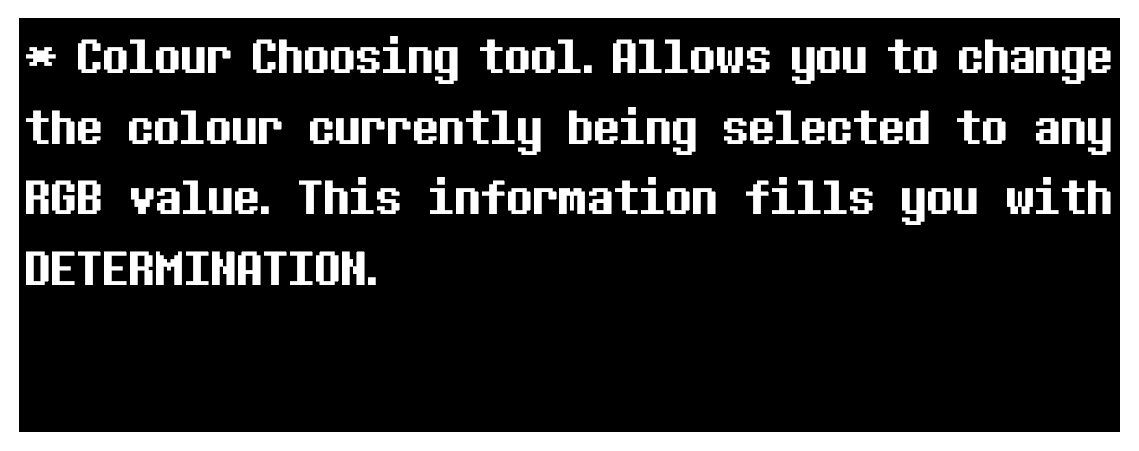 * Colour Choosing tool. Allows you to change
the colour currently being selected to any
RGB value. This information fills you with
DETERMINATION.